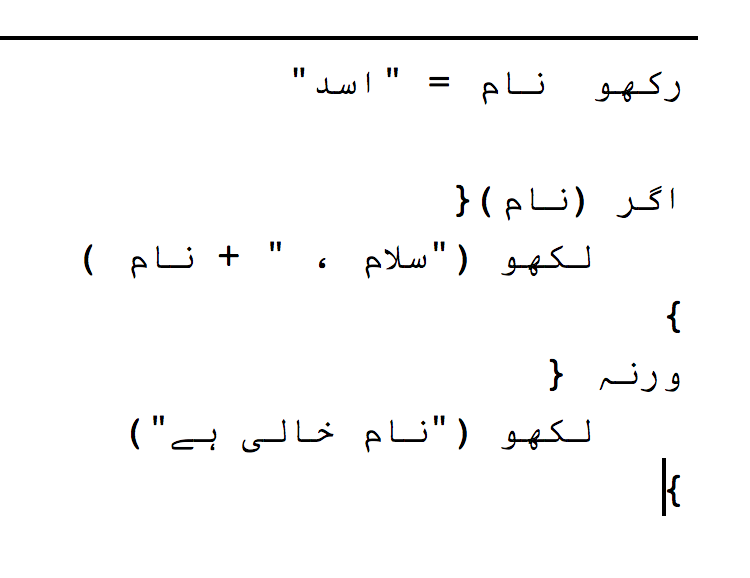 رکھو نام = "اسد"
اگر (نام){
لکھو ("سلام ، " + نام )
}
ورنہ {
لکھو ("نام خالی ہے")
}